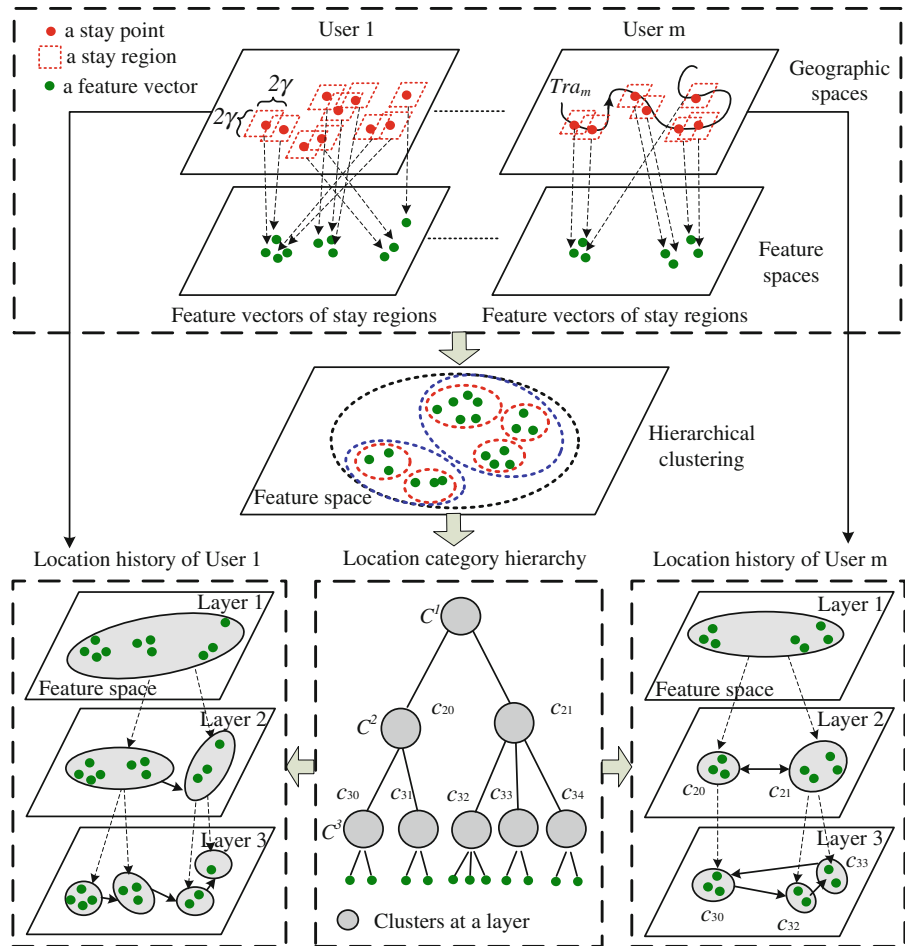 a stay point
a stay region
a feature vector
User 1
User m
Geographic spaces
2γ
2γ
Tra_m
Feature spaces
Feature vectors of stay regions
Feature vectors of stay regions
Hierarchical clustering
Feature space
Location history of User 1
Location category hierarchy
Location history of User m
Layer 1
Feature space
Layer 2
Layer 3
C^1
C^2
c_20
c_21
c_30
c_31
c_32
c_33
c_34
C^3
Clusters at a layer
Layer 1
Feature space
Layer 2
c_20
c_21
Layer 3
c_33
c_30
c_32